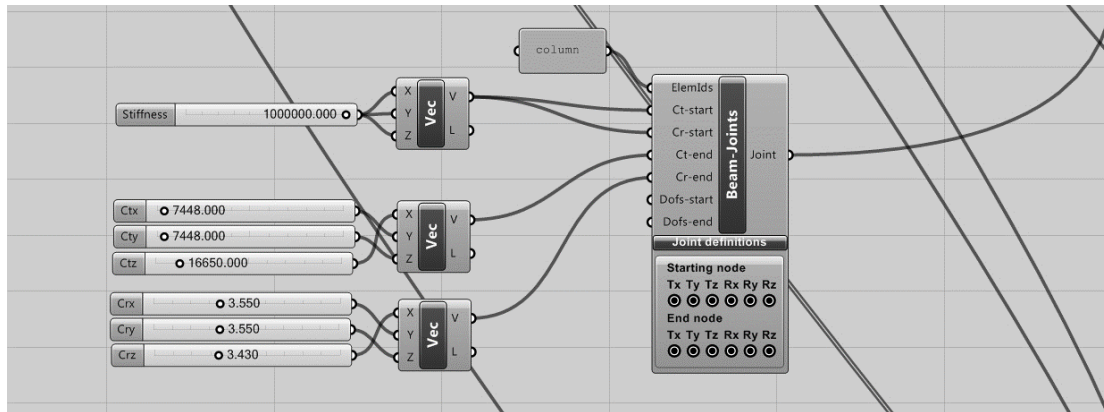 column
Stiffness 1000000.000
X
Y
Z
Vec
V
L
Ctx 7448.000
Cty 7448.000
Ctz 16650.000
X
Y
Z
Vec
V
L
Crx 3.550
Cry 3.550
Crz 3.430
X
Y
Z
Vec
V
L
ElemIds
Ct-start
Cr-start
Ct-end
Cr-end
Dofs-start
Dofs-end
Beam-Joints
Joint
Joint definitions
Starting node
Tx Ty Tz Rx Ry Rz
End node
Tx Ty Tz Rx Ry Rz